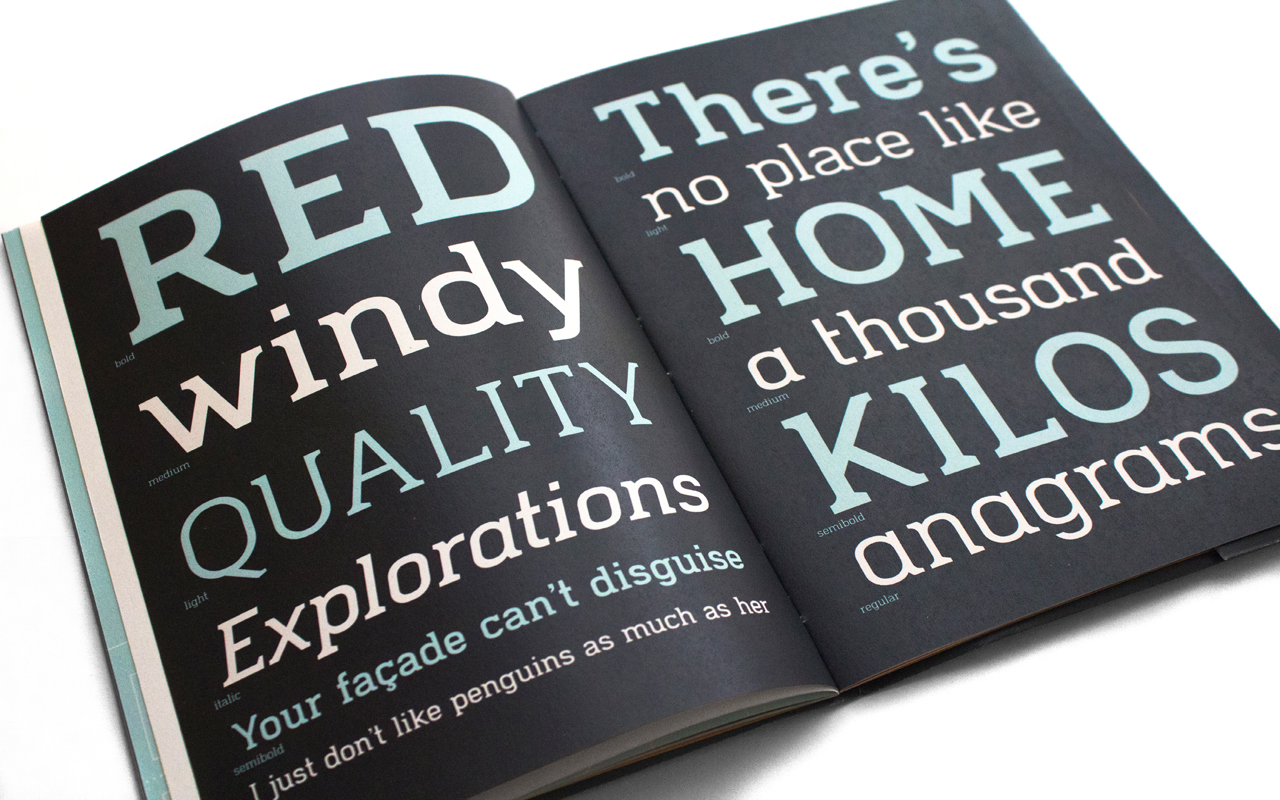 RED
bold
windy
medium
QUALITY
light
Explorations
italic
Your façade can't disguise
semibold
I just don't like penguins as much as her
There's
bold
no place like
light
HOME
bold
a thousand
medium
KILOS
semibold
anagrams
regular